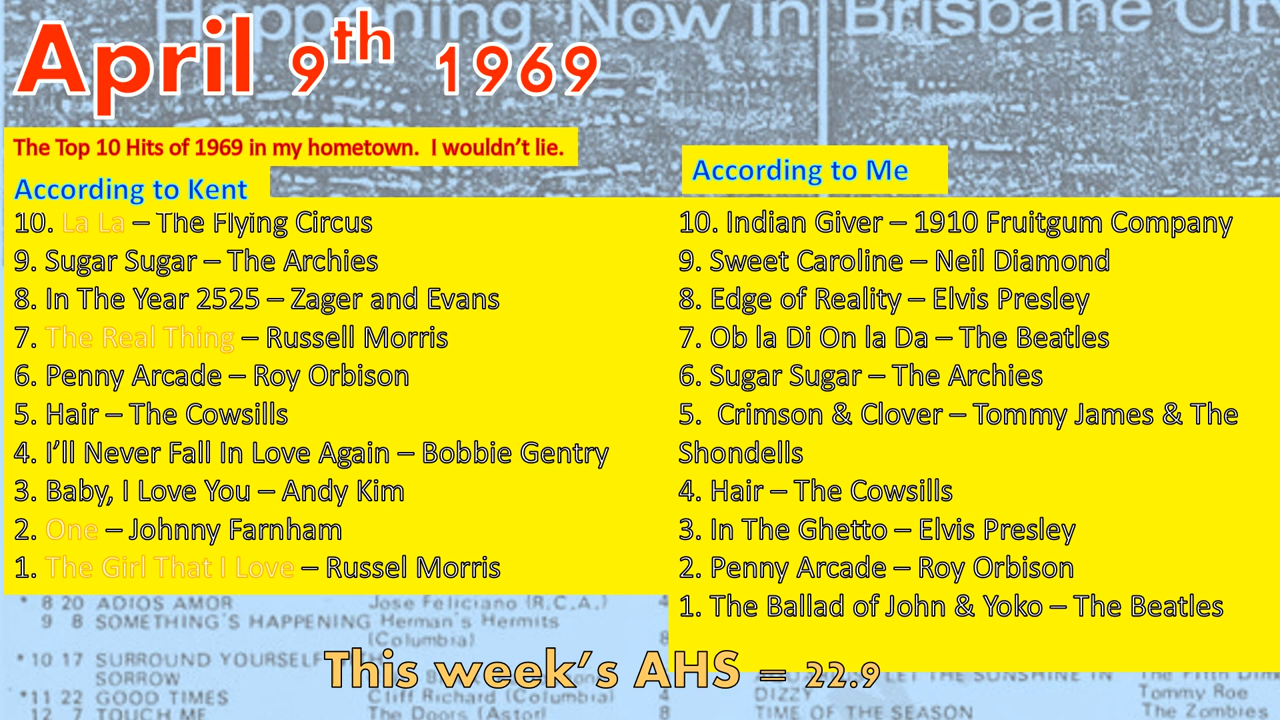 Happening Now in Brisbane City
April 9th 1969
The Top 10 Hits of 1969 in my hometown. I wouldn't lie.
According to Kent
10. La La – The Flying Circus
9. Sugar Sugar – The Archies
8. In The Year 2525 – Zager and Evans
7. The Real Thing – Russell Morris
6. Penny Arcade – Roy Orbison
5. Hair – The Cowsills
4. I'll Never Fall In Love Again – Bobbie Gentry
3. Baby, I Love You – Andy Kim
2. One – Johnny Farnham
1. The Girl That I Love – Russel Morris
According to Me
10. Indian Giver – 1910 Fruitgum Company
9. Sweet Caroline – Neil Diamond
8. Edge of Reality – Elvis Presley
7. Ob la Di On la Da – The Beatles
6. Sugar Sugar – The Archies
5. Crimson & Clover – Tommy James & The
Shondells
4. Hair – The Cowsills
3. In The Ghetto – Elvis Presley
2. Penny Arcade – Roy Orbison
1. The Ballad of John & Yoko – The Beatles
* 8 20 ADIOS AMOR Jose Feliciano (R.C.A.) 4
9 8 SOMETHING'S HAPPENING Herman's Hermits
(Columbia) 8
*10 17 SURROUND YOURSELF
SORROW
*11 22 GOOD TIMES Cliff Richard (Columbia) 4
12 7 TOUCH ME The Doors (Astor) 8
LET THE SUNSHINE IN The Fifth
DIZZY Tommy Roe
TIME OF THE SEASON The Zombies
This week's AHS = 22.9